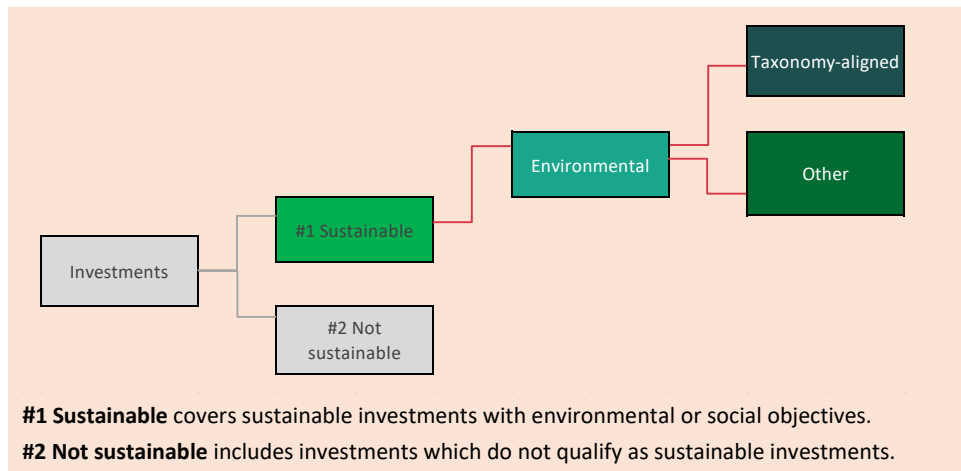 Taxonomy-aligned
Environmental
Other
#1 Sustainable
Investments
#2 Not
sustainable
#1 Sustainable covers sustainable investments with environmental or social objectives.
#2 Not sustainable includes investments which do not qualify as sustainable investments.